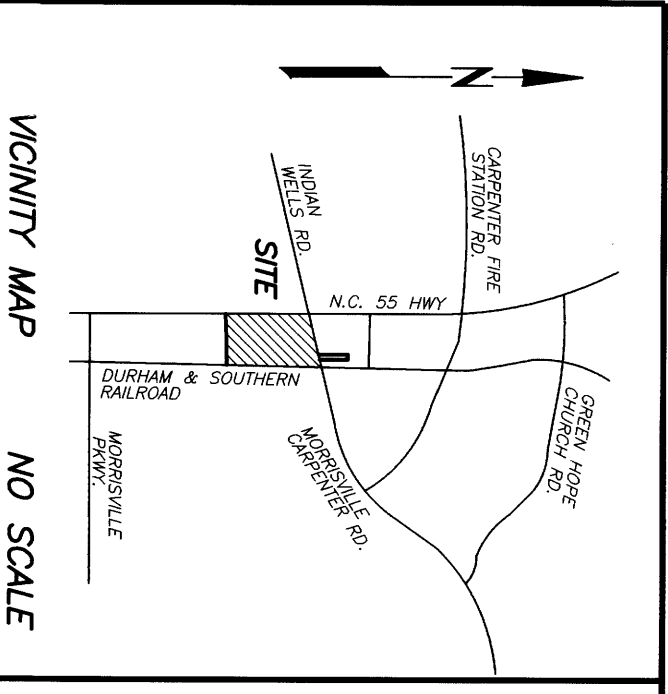 N
CARPENTER FIRE
STATION RD.
INDIAN
WELLS RD.
SITE
N.C. 55 HWY
DURHAM & SOUTHERN
RAILROAD
GREEN HOPE
CHURCH RD.
MORRISVILLE
CARPENTER RD.
MORRISVILLE
PKWY.
VICINITY MAP
NO SCALE